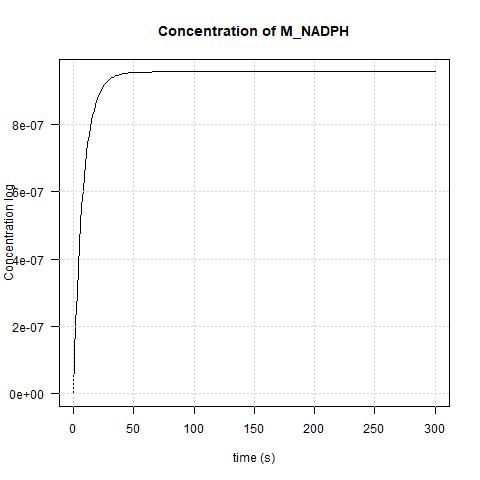 Concentration of M_NADPH
Concentration log
8e-07
6e-07
4e-07
2e-07
0e+00
0 50 100 150 200 250 300
time (s)